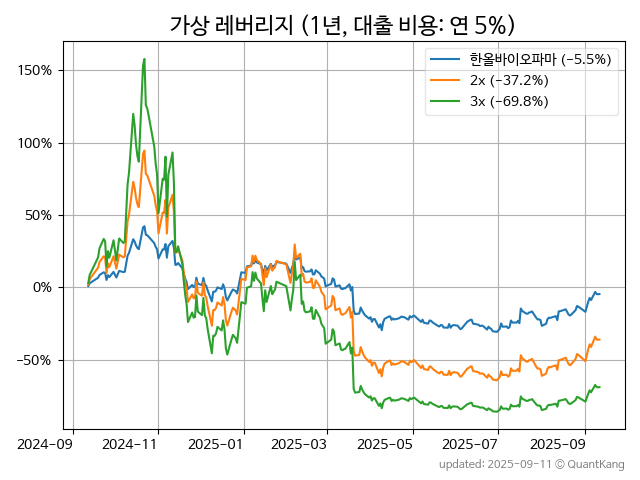 가상 레버리지 (1년, 대출 비용: 연 5%)
한올바이오파마 (−5.5%)
2x (−37.2%)
3x (−69.8%)
150%
100%
50%
0%
−50%
2024-09
2024-11
2025-01
2025-03
2025-05
2025-07
2025-09
updated: 2025-09-11 © QuantKang